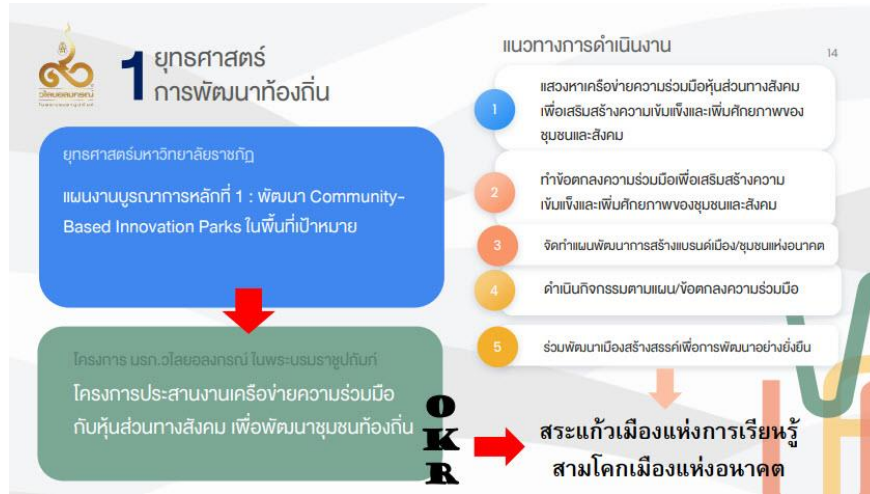 วไลยอลงกรณ์
1
ยุทธศาสตร์
การพัฒนาท้องถิ่น
ยุทธศาสตร์มหาวิทยาลัยราชภัฏ
แผนงานบูรณาการหลักที่ 1 : พัฒนา Community-
Based Innovation Parks ในพื้นที่เป้าหมาย
โครงการ มรภ.วไลยอลงกรณ์ ในพระบรมราชูปถัมภ์
โครงการประสานงานเครือข่ายความร่วมมือ
กับหุ้นส่วนทางสังคม เพื่อพัฒนาชุมชนท้องถิ่น
O
K
R
แนวทางการดำเนินงาน
14
1
แสวงหาเครือข่ายความร่วมมือหุ้นส่วนทางสังคม
เพื่อเสริมสร้างความเข้มแข็งและเพิ่มศักยภาพของ
ชุมชนและสังคม
2
ทำข้อตกลงความร่วมมือเพื่อเสริมสร้างความ
เข้มแข็งและเพิ่มศักยภาพของชุมชนและสังคม
3
จัดทำแผนพัฒนาการสร้างแบรนด์เมือง/ชุมชนแห่งอนาคต
4
ดำเนินกิจกรรมตามแผน/ข้อตกลงความร่วมมือ
5
ร่วมพัฒนาเมืองสร้างสรรค์เพื่อการพัฒนาอย่างยั่งยืน
สระแก้วเมืองแห่งการเรียนรู้
สามโคกเมืองแห่งอนาคต